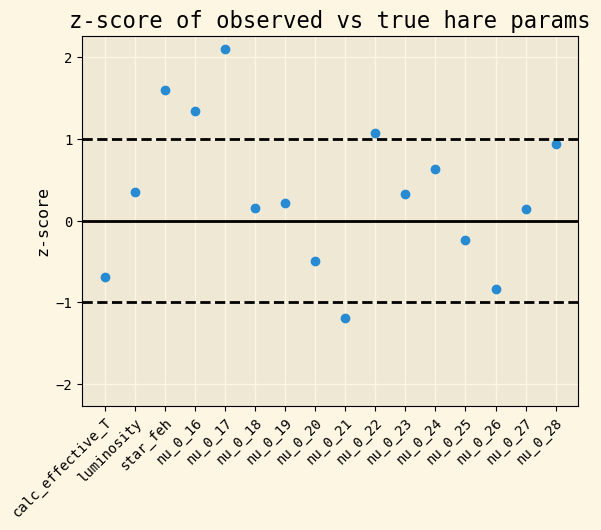 z-score of observed vs true hare params
z-score
2
1
0
−1
−2
calc_effective_T
luminosity
star_feh
nu_0_16
nu_0_17
nu_0_18
nu_0_19
nu_0_20
nu_0_21
nu_0_22
nu_0_23
nu_0_24
nu_0_25
nu_0_26
nu_0_27
nu_0_28